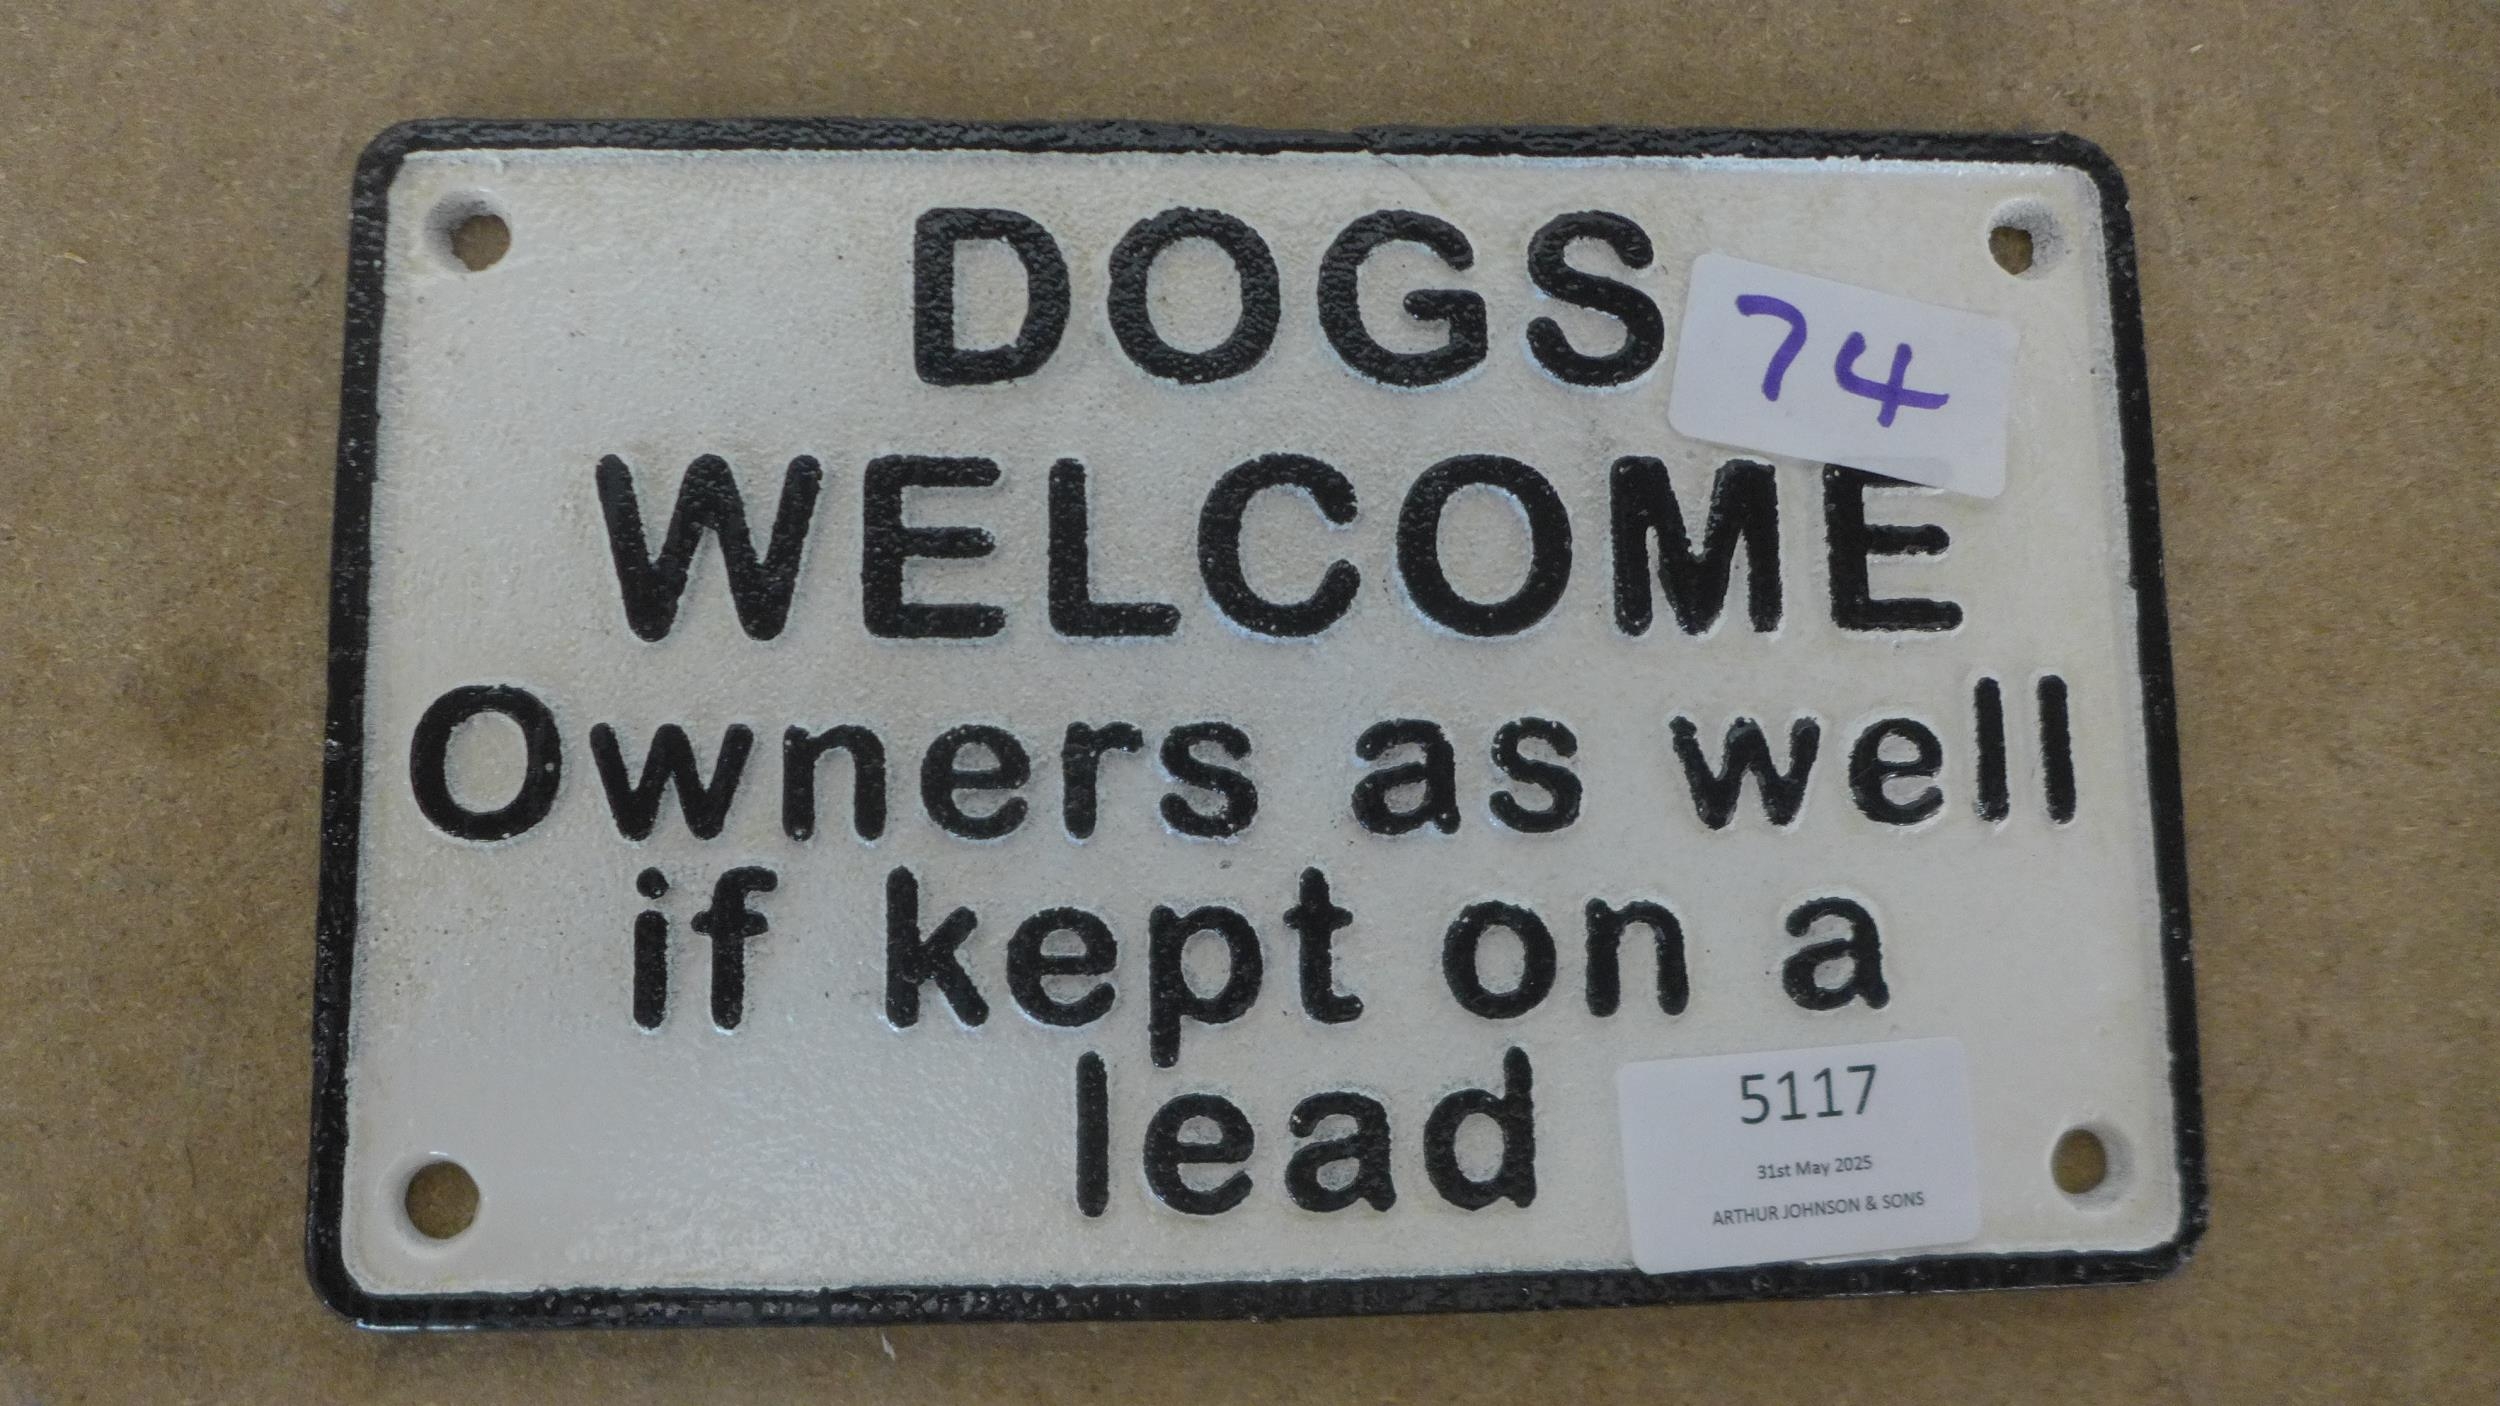 DOGS
74
WELCOME
Owners as well
if kept on a
lead
5117
31st May 2025
ARTHUR JOHNSON & SONS